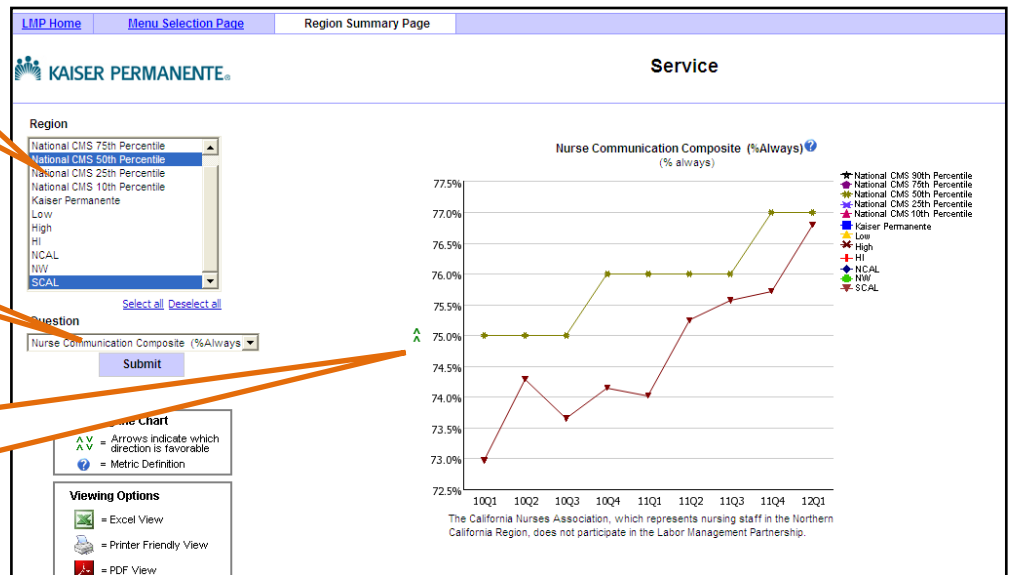 LMP Home Menu Selection Page Region Summary Page
KAISER PERMANENTE®
Service
Region
National CMS 75th Percentile
National CMS 50th Percentile
National CMS 25th Percentile
National CMS 10th Percentile
Kaiser Permanente
Low
High
HI
NCAL
NW
SCAL
Select all Deselect all
Question
Nurse Communication Composite (%Always
Submit
Chart
= Arrows indicate which
direction is favorable
? = Metric Definition
Viewing Options
= Excel View
= Printer Friendly View
= PDF View
Nurse Communication Composite (%Always) ?
(% always)
77.5%
77.0%
76.5%
76.0%
75.5%
75.0%
74.5%
74.0%
73.5%
73.0%
72.5%
10Q1 10Q2 10Q3 10Q4 11Q1 11Q2 11Q3 11Q4 12Q1
National CMS 90th Percentile
National CMS 75th Percentile
National CMS 50th Percentile
National CMS 25th Percentile
National CMS 10th Percentile
Kaiser Permanente
Low
High
HI
NCAL
NW
SCAL
The California Nurses Association, which represents nursing staff in the Northern
California Region, does not participate in the Labor Management Partnership.